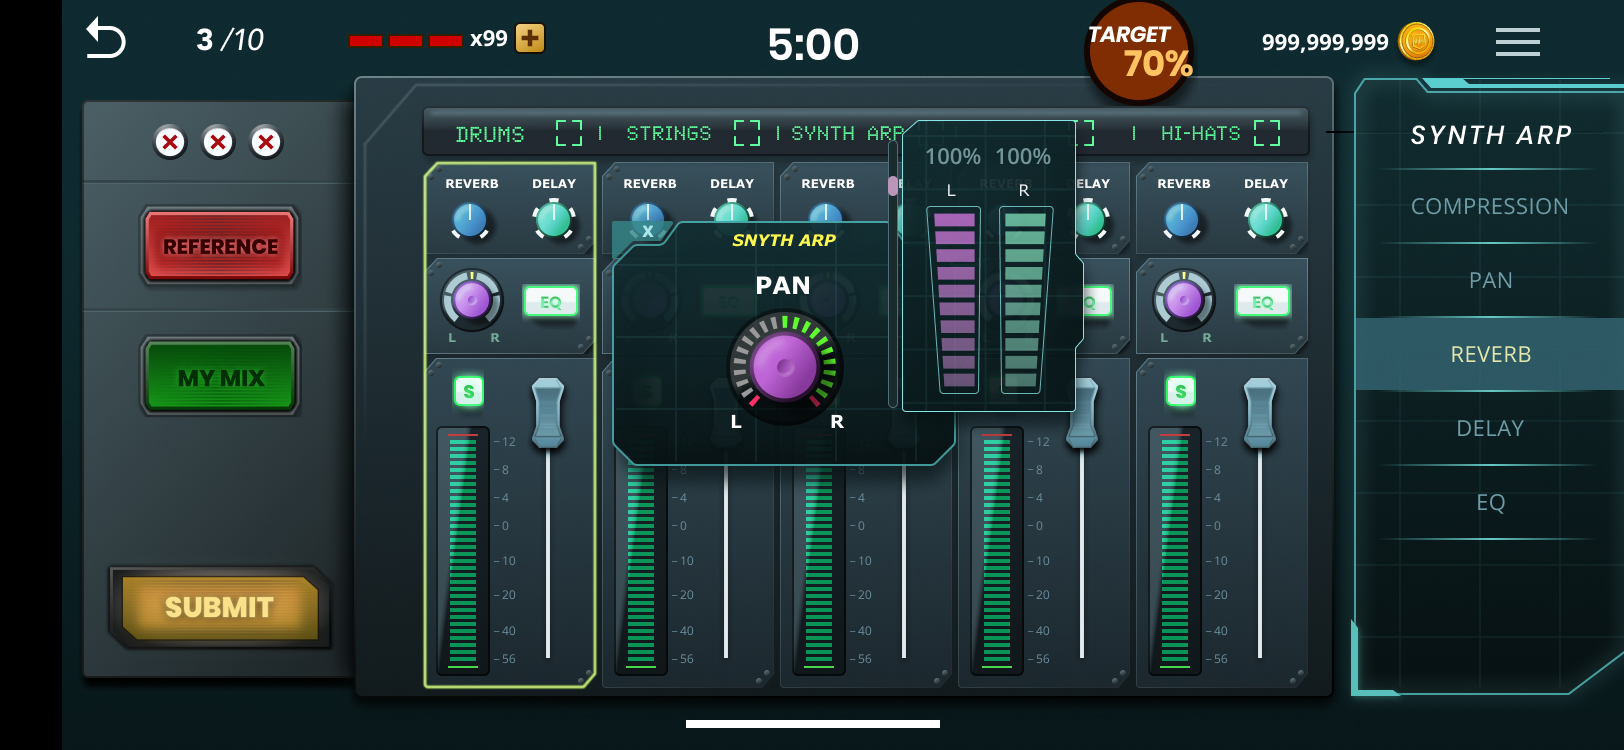 3 /10
x99
5:00
TARGET
70%
999,999,999
DRUMS
STRINGS
SYNTH ARP
HI-HATS
REVERB DELAY
REVERB DELAY
REVERB
ELAY
REVERB DELAY
100% 100%
L R
X
SNYTH ARP
PAN
L R
EQ
L R
EQ
L R
S
S
12
8
4
0
10
20
40
56
8
4
0
10
20
40
56
8
4
0
10
20
40
56
12
8
4
0
10
20
40
56
12
8
4
0
10
20
40
56
REFERENCE
MY MIX
SUBMIT
SYNTH ARP
COMPRESSION
PAN
REVERB
DELAY
EQ